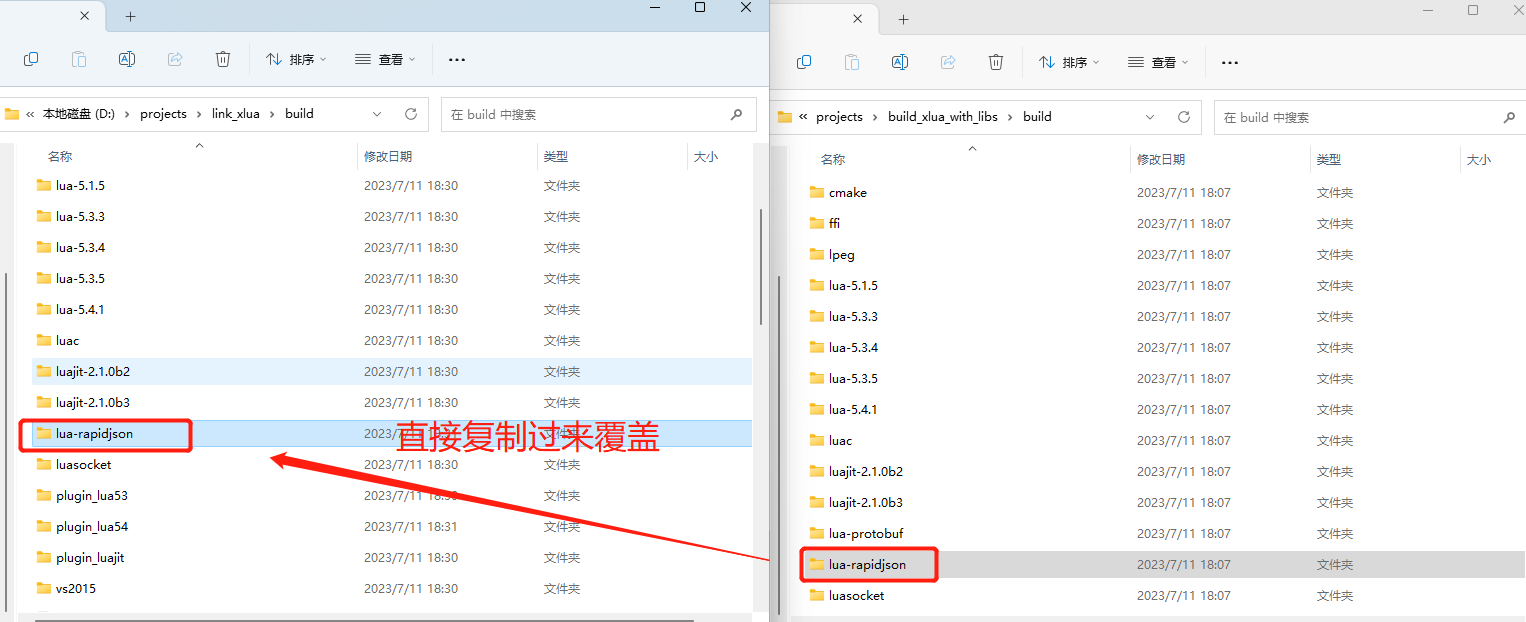 排序
查看
« 本地磁盘 (D:) › projects › link_xlua › build
在 build 中搜索
名称 修改日期 类型 大小
lua-5.1.5 2023/7/11 18:30 文件夹
lua-5.3.3 2023/7/11 18:30 文件夹
lua-5.3.4 2023/7/11 18:30 文件夹
lua-5.3.5 2023/7/11 18:30 文件夹
lua-5.4.1 2023/7/11 18:30 文件夹
luac 2023/7/11 18:30 文件夹
luajit-2.1.0b2 2023/7/11 18:30 文件夹
luajit-2.1.0b3 2023/7/11 18:30 文件夹
lua-rapidjson 2023/7
直接复制过来覆盖
luasocket 2023/7/11 18:30 文件夹
plugin_lua53 2023/7/11 18:30 文件夹
plugin_lua54 2023/7/11 18:31 文件夹
plugin_luajit 2023/7/11 18:30 文件夹
vs2015 2023/7/11 18:30 文件夹
排序
查看
« projects › build_xlua_with_libs › build
在 build 中搜索
名称 修改日期 类型 大小
cmake 2023/7/11 18:07 文件夹
ffi 2023/7/11 18:07 文件夹
lpeg 2023/7/11 18:07 文件夹
lua-5.1.5 2023/7/11 18:07 文件夹
lua-5.3.3 2023/7/11 18:07 文件夹
lua-5.3.4 2023/7/11 18:07 文件夹
lua-5.3.5 2023/7/11 18:07 文件夹
lua-5.4.1 2023/7/11 18:07 文件夹
luac 2023/7/11 18:07 文件夹
luajit-2.1.0b2 2023/7/11 18:07 文件夹
luajit-2.1.0b3 2023/7/11 18:07 文件夹
lua-protobuf 2023/7/11 18:07 文件夹
lua-rapidjson 2023/7/11 18:07 文件夹
luasocket 2023/7/11 18:07 文件夹